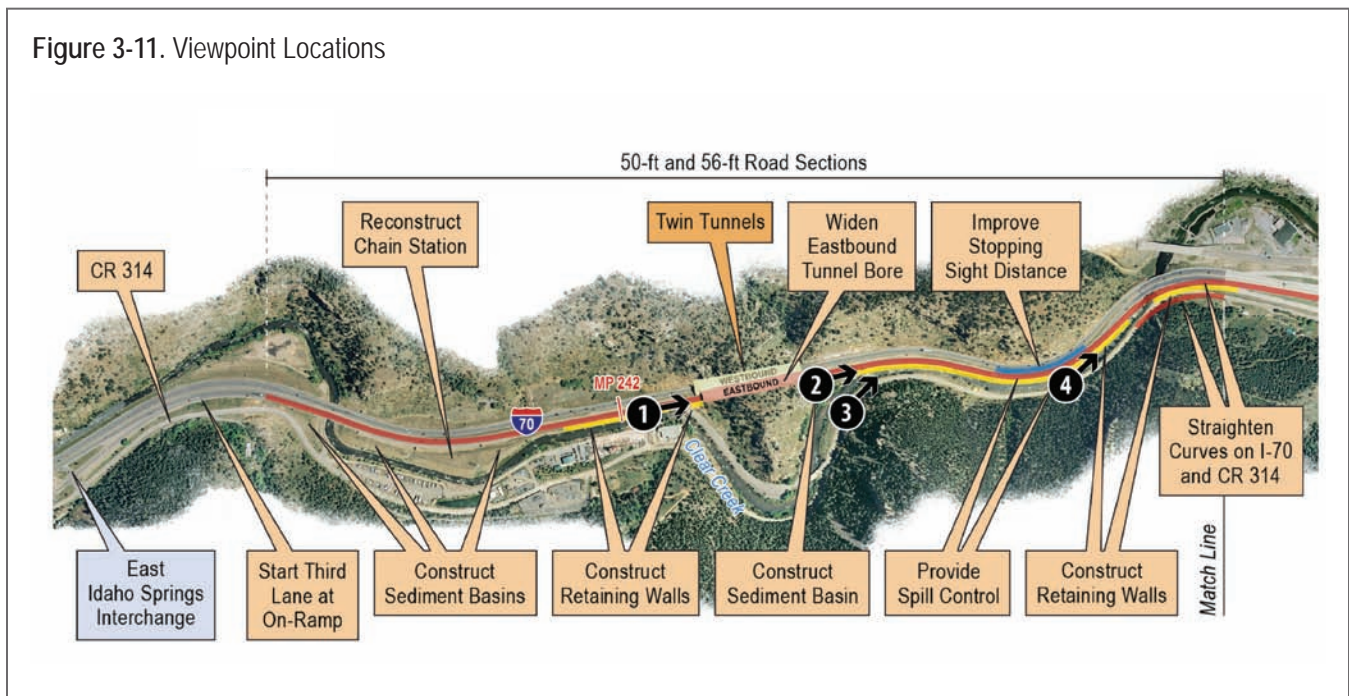 Figure 3-11. Viewpoint Locations
50-ft and 56-ft Road Sections
CR 314
Reconstruct
Chain Station
Twin Tunnels
Widen
Eastbound
Tunnel Bore
Improve
Stopping
Sight Distance
MP 242
WESTBOUND
EASTBOUND
70
1
2
3
4
Clear Creek
Straighten
Curves on I-70
and CR 314
East
Idaho Springs
Interchange
Start Third
Lane at
On-Ramp
Construct
Sediment Basins
Construct
Retaining Walls
Construct
Sediment Basin
Provide
Spill Control
Construct
Retaining Walls
Match Line